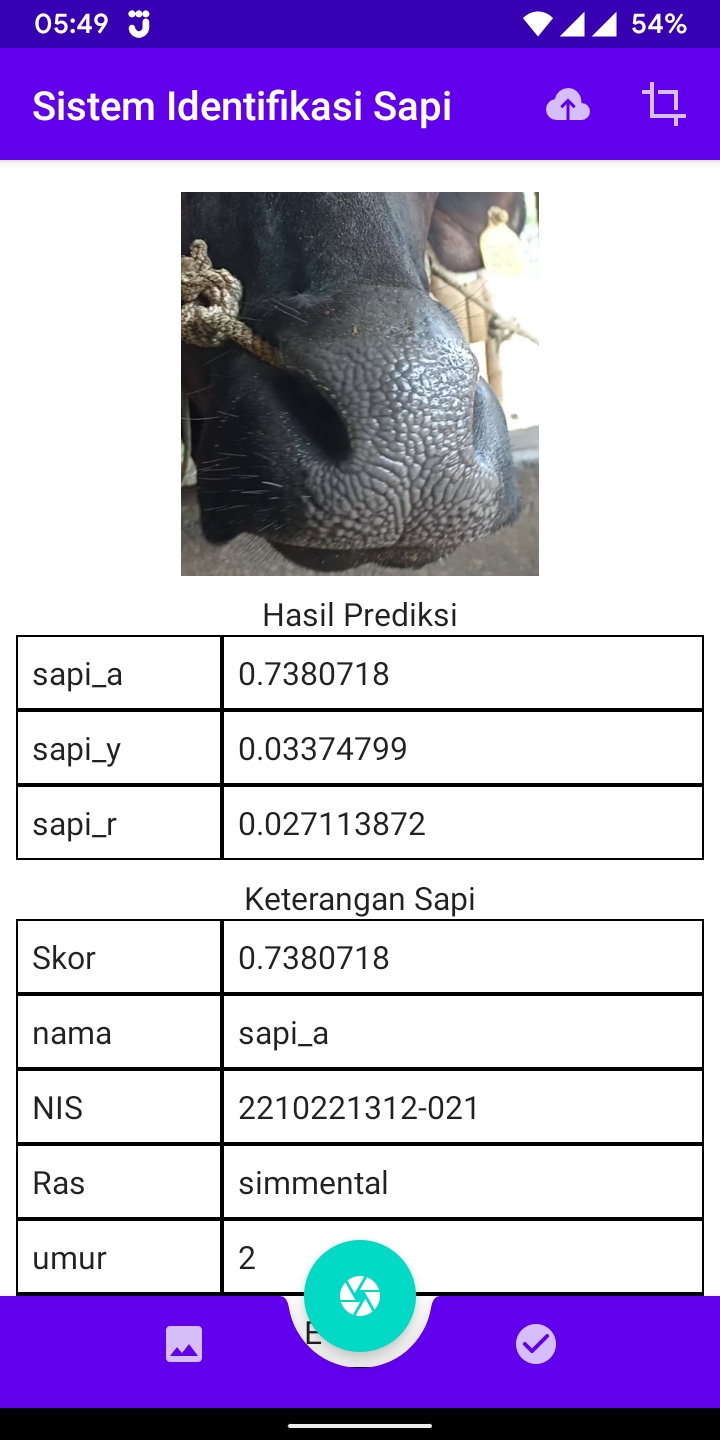 05:49
54%
Sistem Identifikasi Sapi
Hasil Prediksi
sapi_a 0.7380718
sapi_y 0.03374799
sapi_r 0.027113872
Keterangan Sapi
Skor 0.7380718
nama sapi_a
NIS 2210221312-021
Ras simmental
umur 2